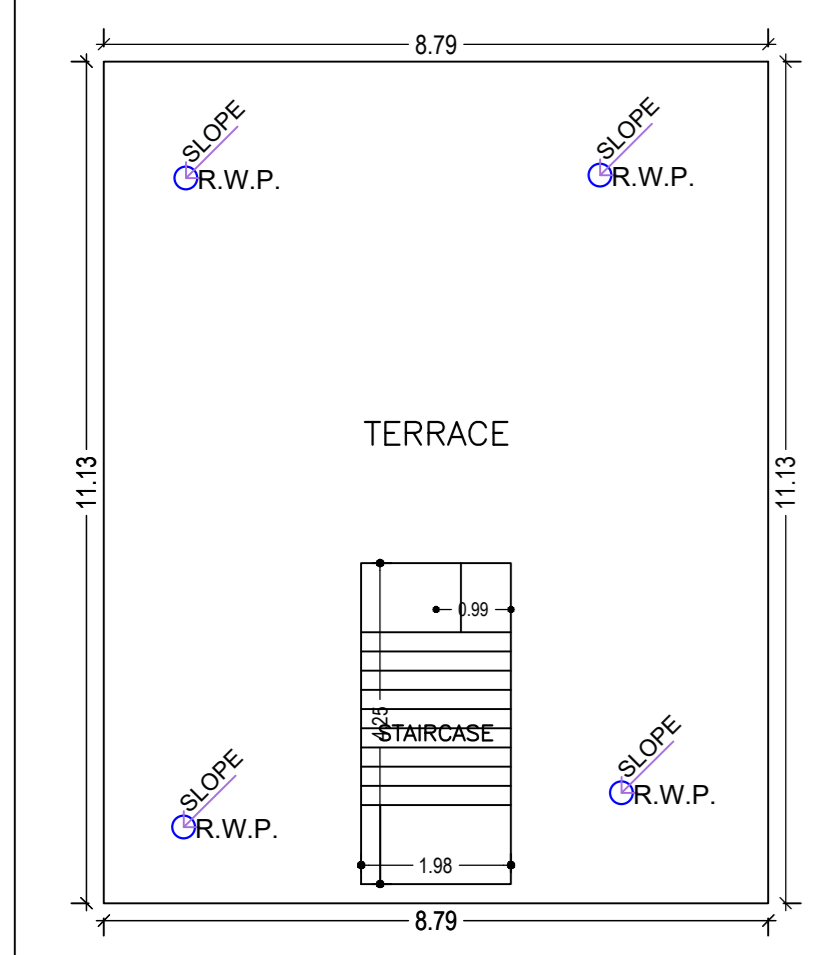 8.79
SLOPE
R.W.P.
SLOPE
R.W.P.
TERRACE
11.13
11.13
0.99
4.25
STAIRCASE
SLOPE
R.W.P.
SLOPE
R.W.P.
1.98
8.79